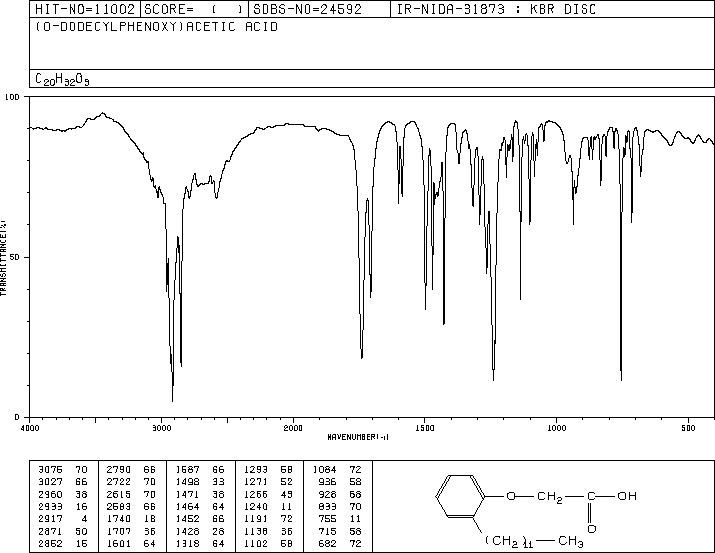 HIT-NO=11002 SCORE= ( ) SDBS-NO=24592 IR-NIDA-31873 : KBR DISC
(O-DODECYLPHENOXY)ACETIC ACID
C20H32O3
100
50
0
TRANSMITTANCE(%)
4000 3000 2000 1500 1000 500
WAVENUMBER(-1)
3075 70 2790 66 1587 66 1293 58 1084 72
3027 66 2722 70 1498 33 1271 52 936 58
2960 38 2615 70 1471 38 1266 43 928 68
2933 16 2583 66 1464 64 1240 11 833 70
2917 4 1740 18 1452 66 1191 72 755 11
2871 50 1707 36 1428 28 1138 36 715 58
2852 15 1601 64 1318 64 1102 58 682 72
O CH2 C OH
O
(CH2)11 CH3